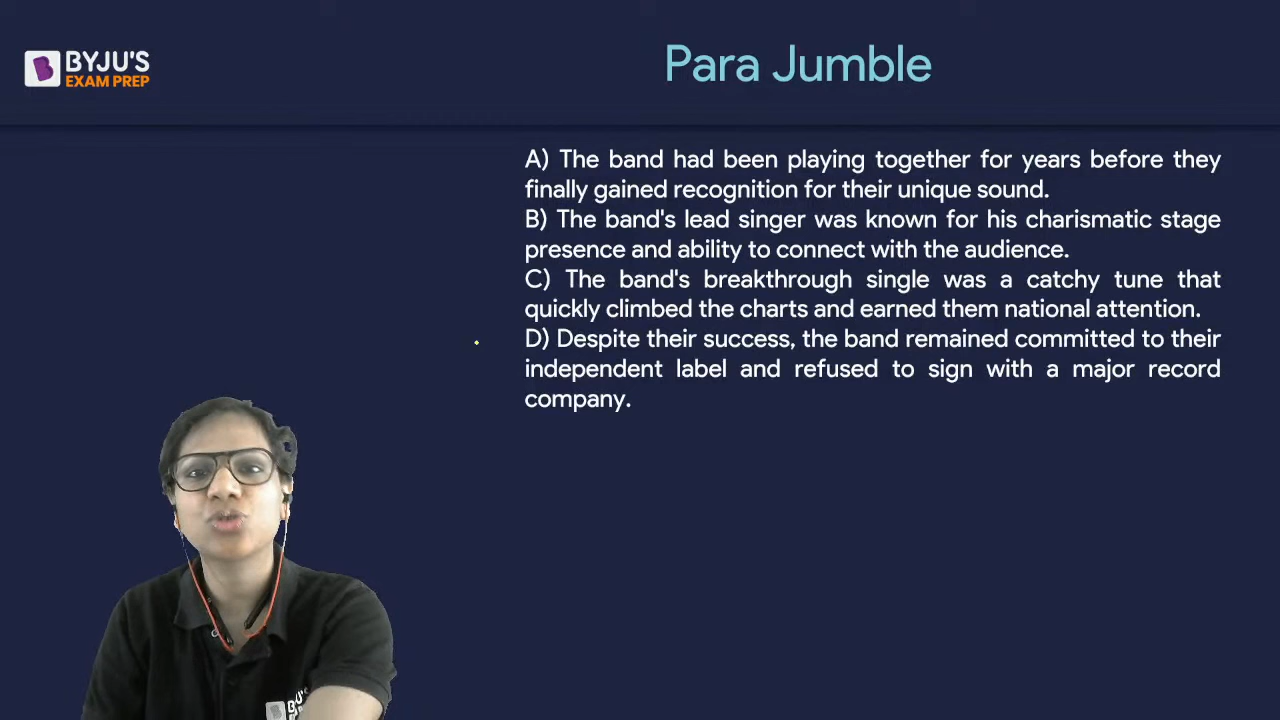 BYJU'S
EXAM PREP
Para Jumble
A) The band had been playing together for years before they
finally gained recognition for their unique sound.
B) The band's lead singer was known for his charismatic stage
presence and ability to connect with the audience.
C) The band's breakthrough single was a catchy tune that
quickly climbed the charts and earned them national attention.
D) Despite their success, the band remained committed to their
independent label and refused to sign with a major record
company.